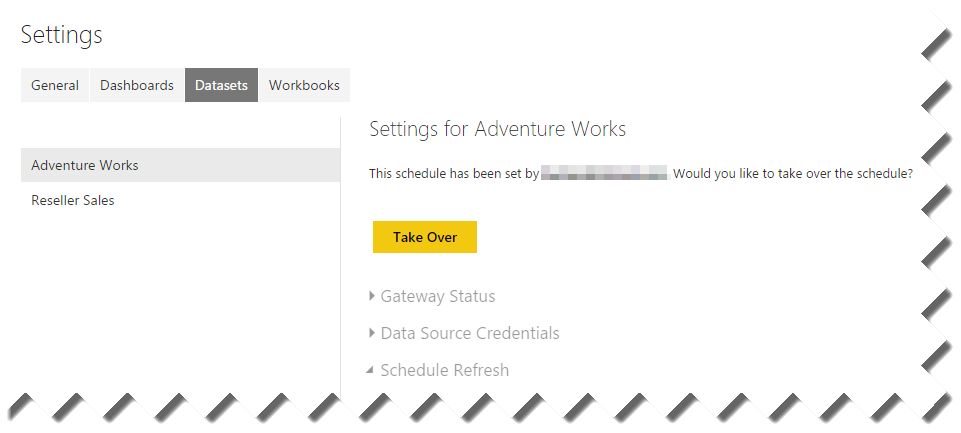 Settings
General Dashboards Datasets Workbooks
Settings for Adventure Works
Adventure Works
This schedule has been set by Would you like to take over the schedule?
Reseller Sales
Take Over
Gateway Status
Data Source Credentials
Schedule Refresh